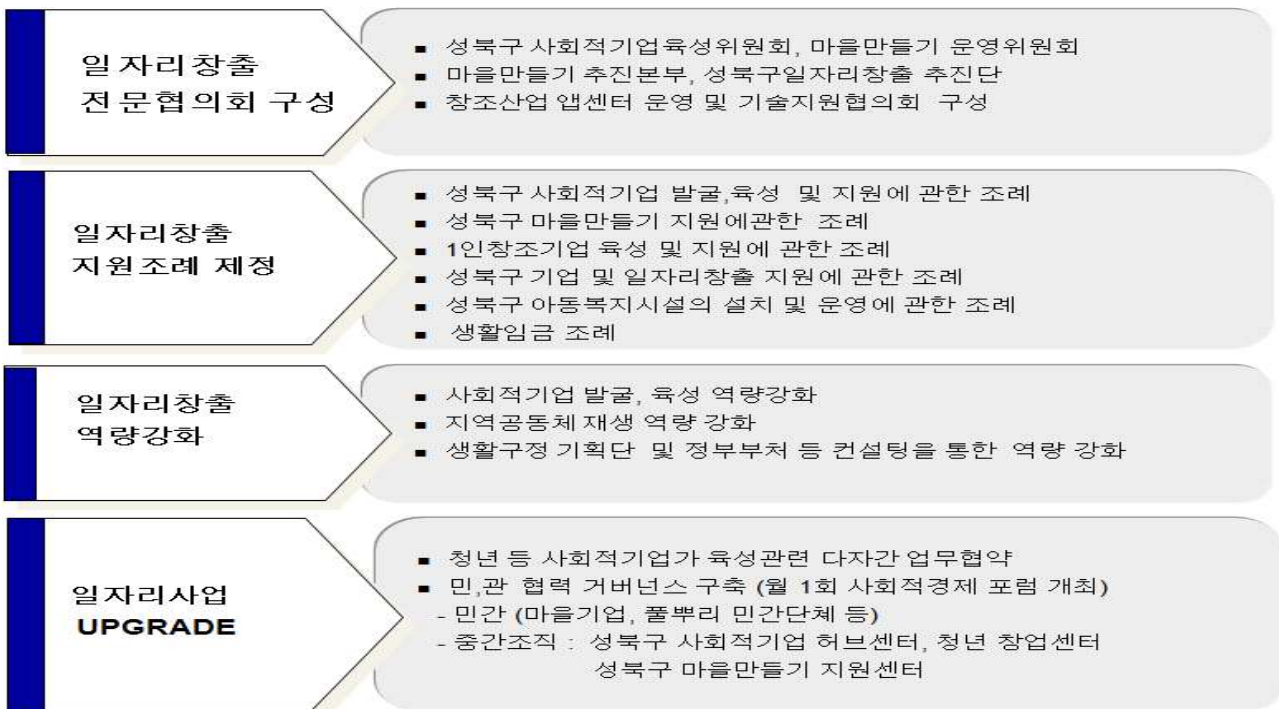 일자리창출
전문협의회 구성
▪ 성북구 사회적기업육성위원회, 마을만들기 운영위원회
▪ 마을만들기 추진본부, 성북구일자리창출 추진단
▪ 창조산업 앱센터 운영 및 기술지원협의회 구성
일자리창출
지원조례 제정
▪ 성북구 사회적기업 발굴,육성 및 지원에 관한 조례
▪ 성북구 마을만들기 지원에관한 조례
▪ 1인창조기업 육성 및 지원에 관한 조례
▪ 성북구 기업 및 일자리창출 지원에 관한 조례
▪ 성북구 아동복지시설의 설치 및 운영에 관한 조례
▪ 생활임금 조례
일자리창출
역량강화
▪ 사회적기업 발굴, 육성 역량강화
▪ 지역공동체 재생 역량 강화
▪ 생활구정 기획단 및 정부부처 등 컨설팅을 통한 역량 강화
일자리사업
UPGRADE
▪ 청년 등 사회적기업가 육성관련 다자간 업무협약
▪ 민,관 협력 거버넌스 구축 (월 1회 사회적경제 포럼 개최)
- 민간 (마을기업, 풀뿌리 민간단체 등)
- 중간조직 : 성북구 사회적기업 허브센터, 청년 창업센터
성북구 마을만들기 지원센터